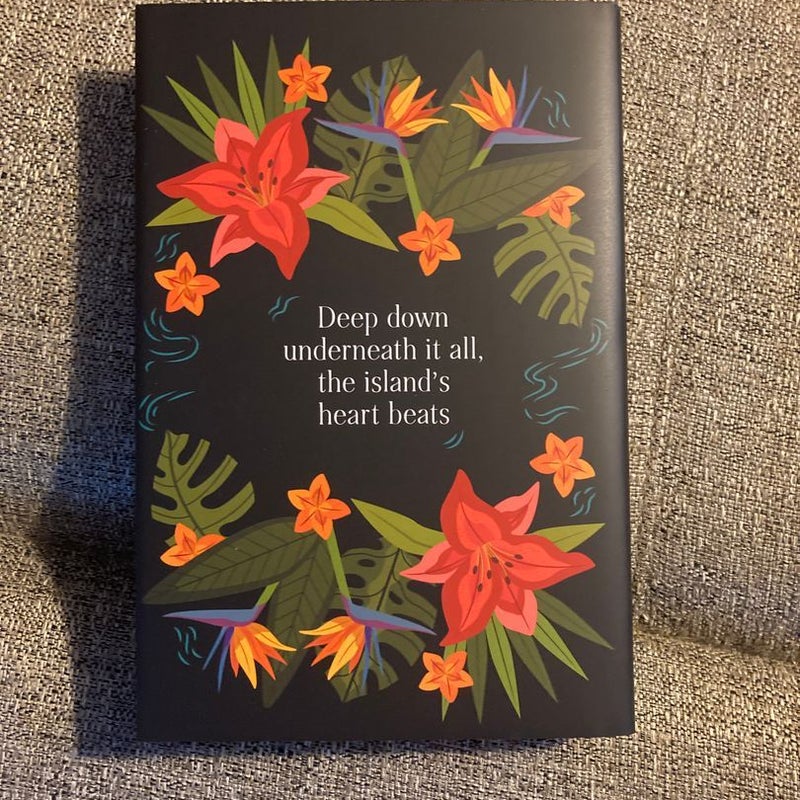 Deep down
underneath it all,
the island’s
heart beats